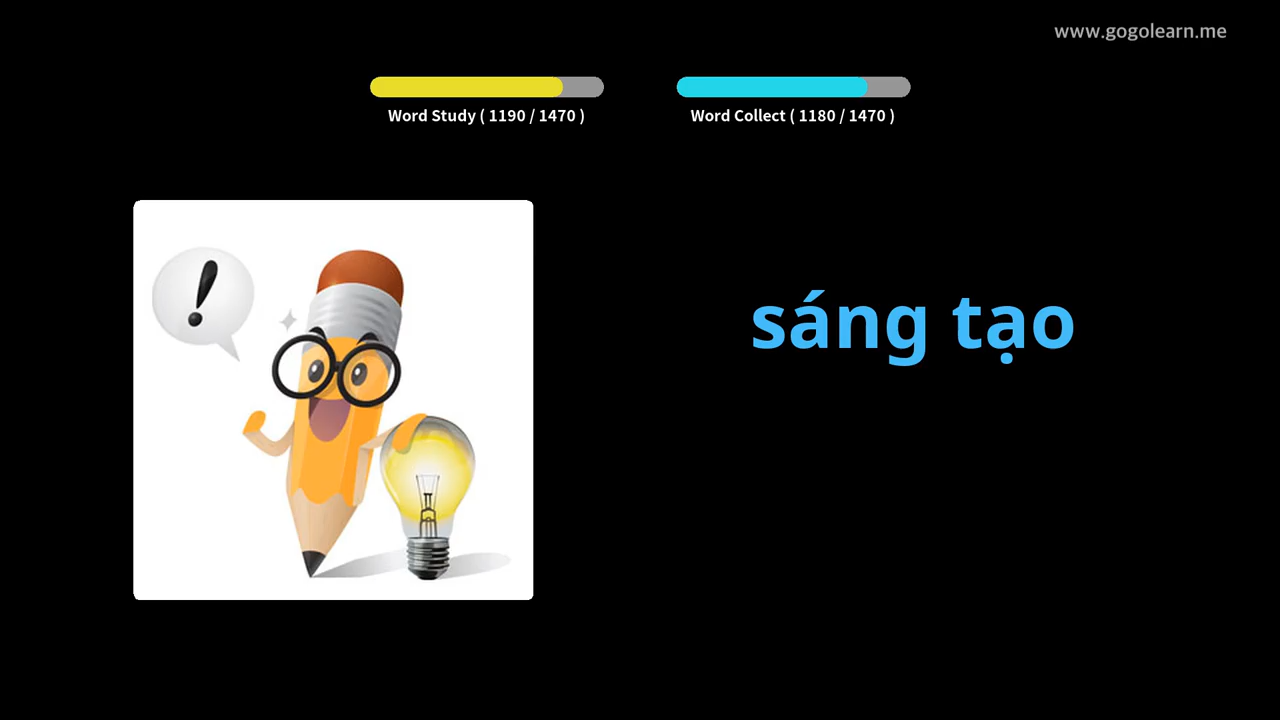 www.gogolearn.me
Word Study ( 1190 / 1470 )
Word Collect ( 1180 / 1470 )
!
sáng tạo